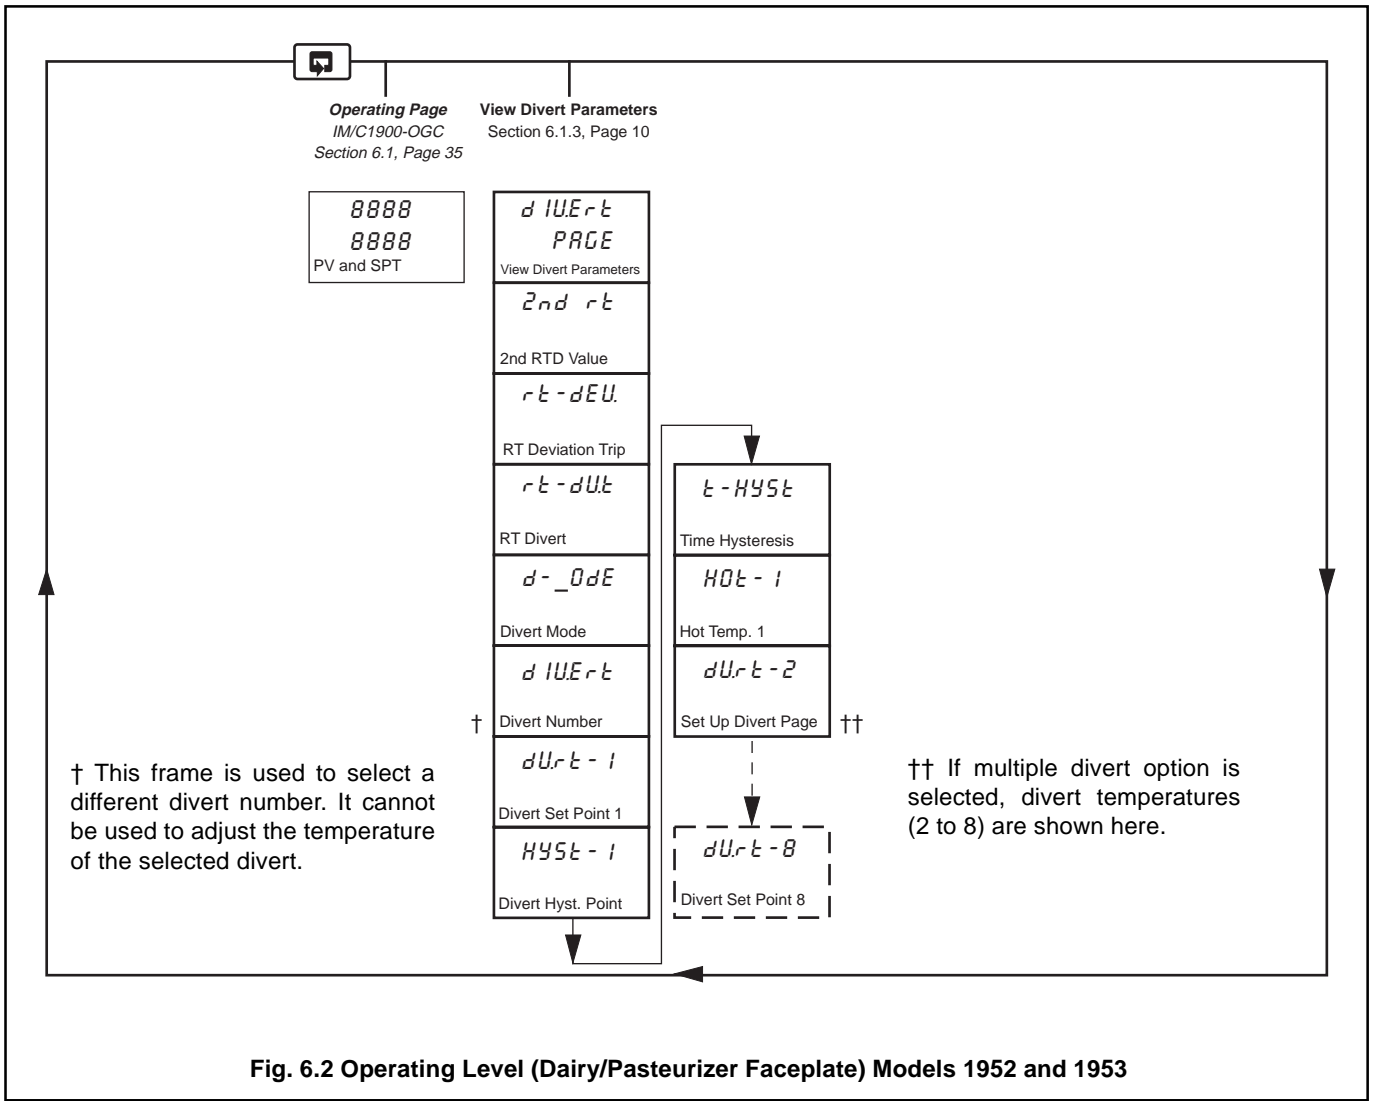 Operating Page
IM/C1900-OGC
Section 6.1, Page 35
View Divert Parameters
Section 6.1.3, Page 10
8888
8888
PV and SPT
dIU.Ert
PAGE
View Divert Parameters
2nd rt
2nd RTD Value
rt-dEU.
RT Deviation Trip
rt-dU.t
RT Divert
d-_OdE
Divert Mode
dIU.Ert
† Divert Number
dU.rt-1
Divert Set Point 1
HYSt-1
Divert Hyst. Point
t-HYSt
Time Hysteresis
HOt-1
Hot Temp. 1
dU.rt-2
Set Up Divert Page ††
dU.rt-8
Divert Set Point 8
† This frame is used to select a
different divert number. It cannot
be used to adjust the temperature
of the selected divert.
†† If multiple divert option is
selected, divert temperatures
(2 to 8) are shown here.
Fig. 6.2 Operating Level (Dairy/Pasteurizer Faceplate) Models 1952 and 1953